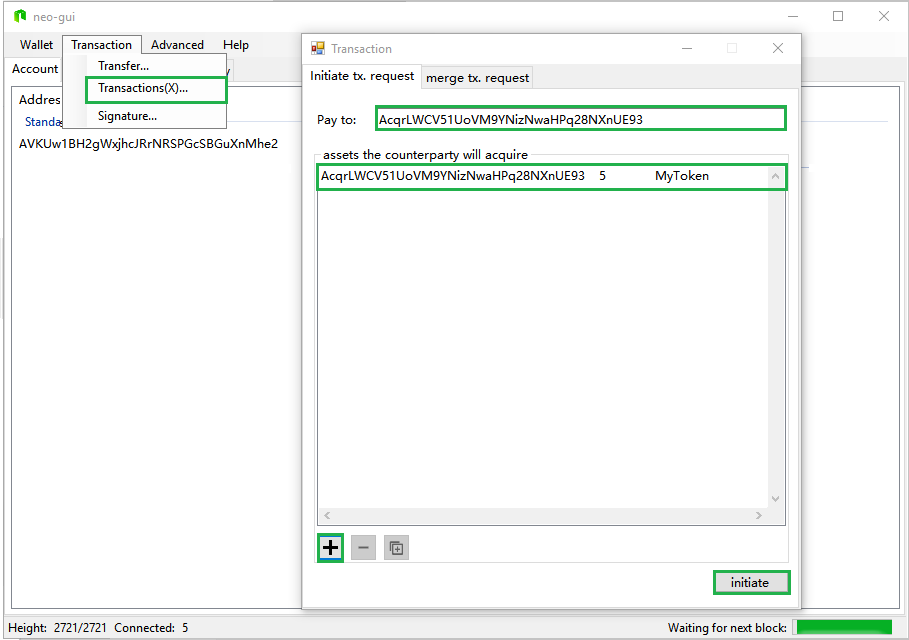 neo-gui
Wallet Transaction Advanced Help
Account
Transfer...
Transactions(X)...
Signature...
Addres
Standa
AVKUw1BH2gWxjhcJRrNRSPGcSBGuXnMhe2
Transaction
Initiate tx. request merge tx. request
Pay to: AcqrLWCV51UoVM9YNizNwaHPq28NXnUE93
assets the counterparty will acquire
AcqrLWCV51UoVM9YNizNwaHPq28NXnUE93 5 MyToken
initiate
Height: 2721/2721 Connected: 5 Waiting for next block: